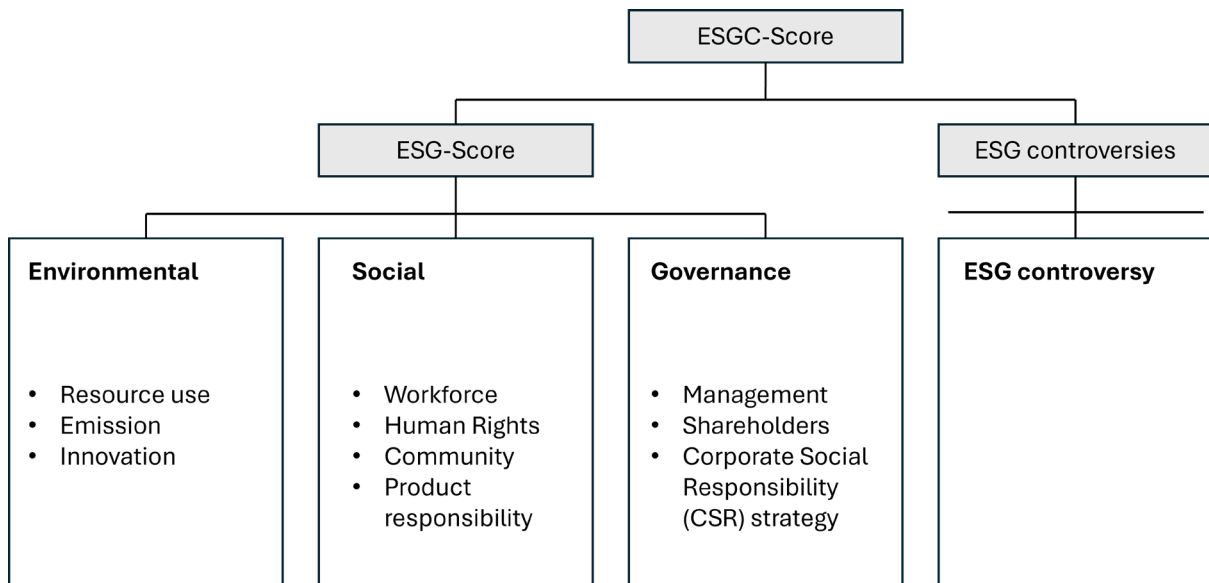 ESGC-Score
ESG-Score
ESG controversies
Environmental
• Resource use
• Emission
• Innovation
Social
• Workforce
• Human Rights
• Community
• Product
responsibility
Governance
• Management
• Shareholders
• Corporate Social
Responsibility
(CSR) strategy
ESG controversy